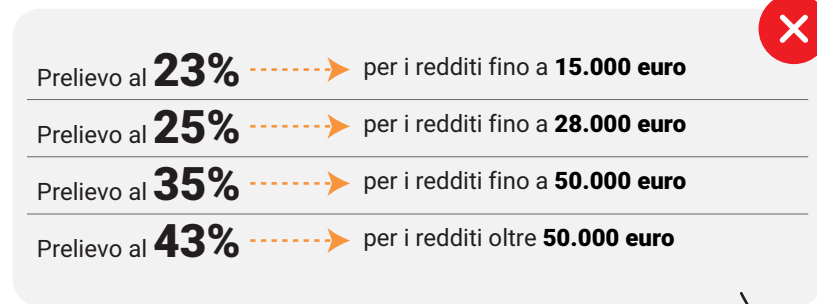 Prelievo al 23% per i redditi fino a 15.000 euro
Prelievo al 25% per i redditi fino a 28.000 euro
Prelievo al 35% per i redditi fino a 50.000 euro
Prelievo al 43% per i redditi oltre 50.000 euro